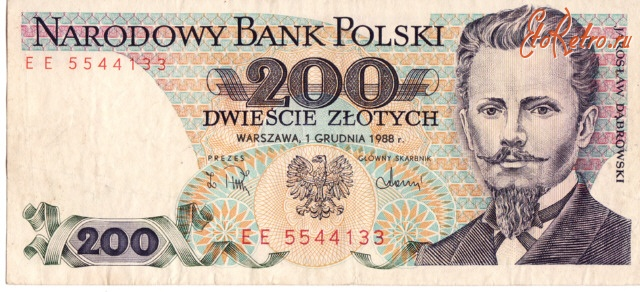 NARODOWY BANK POLSKI
EtoRetro.ru
EE 5544133
200
DWIEŚCIE ZŁOTYCH
WARSZAWA, 1 GRUDNIA 1988 r.
PREZES
GŁÓWNY SKARBNIK
JAROSŁAW DĄBROWSKI
200
EE 5544133